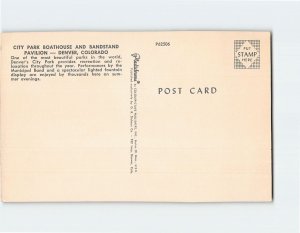 CITY PARK BOATHOUSE AND BANDSTAND
PAVILION — DENVER, COLORADO
One of the most beautiful parks in the world,
Denver's City Park provides recreation and re-
laxation throughout the year. Performances by the
Municipal Band and a spectacular lighted fountain
display are enjoyed by thousands here on sum-
mer evenings.
P62506
PUT
STAMP
HERE
POST CARD